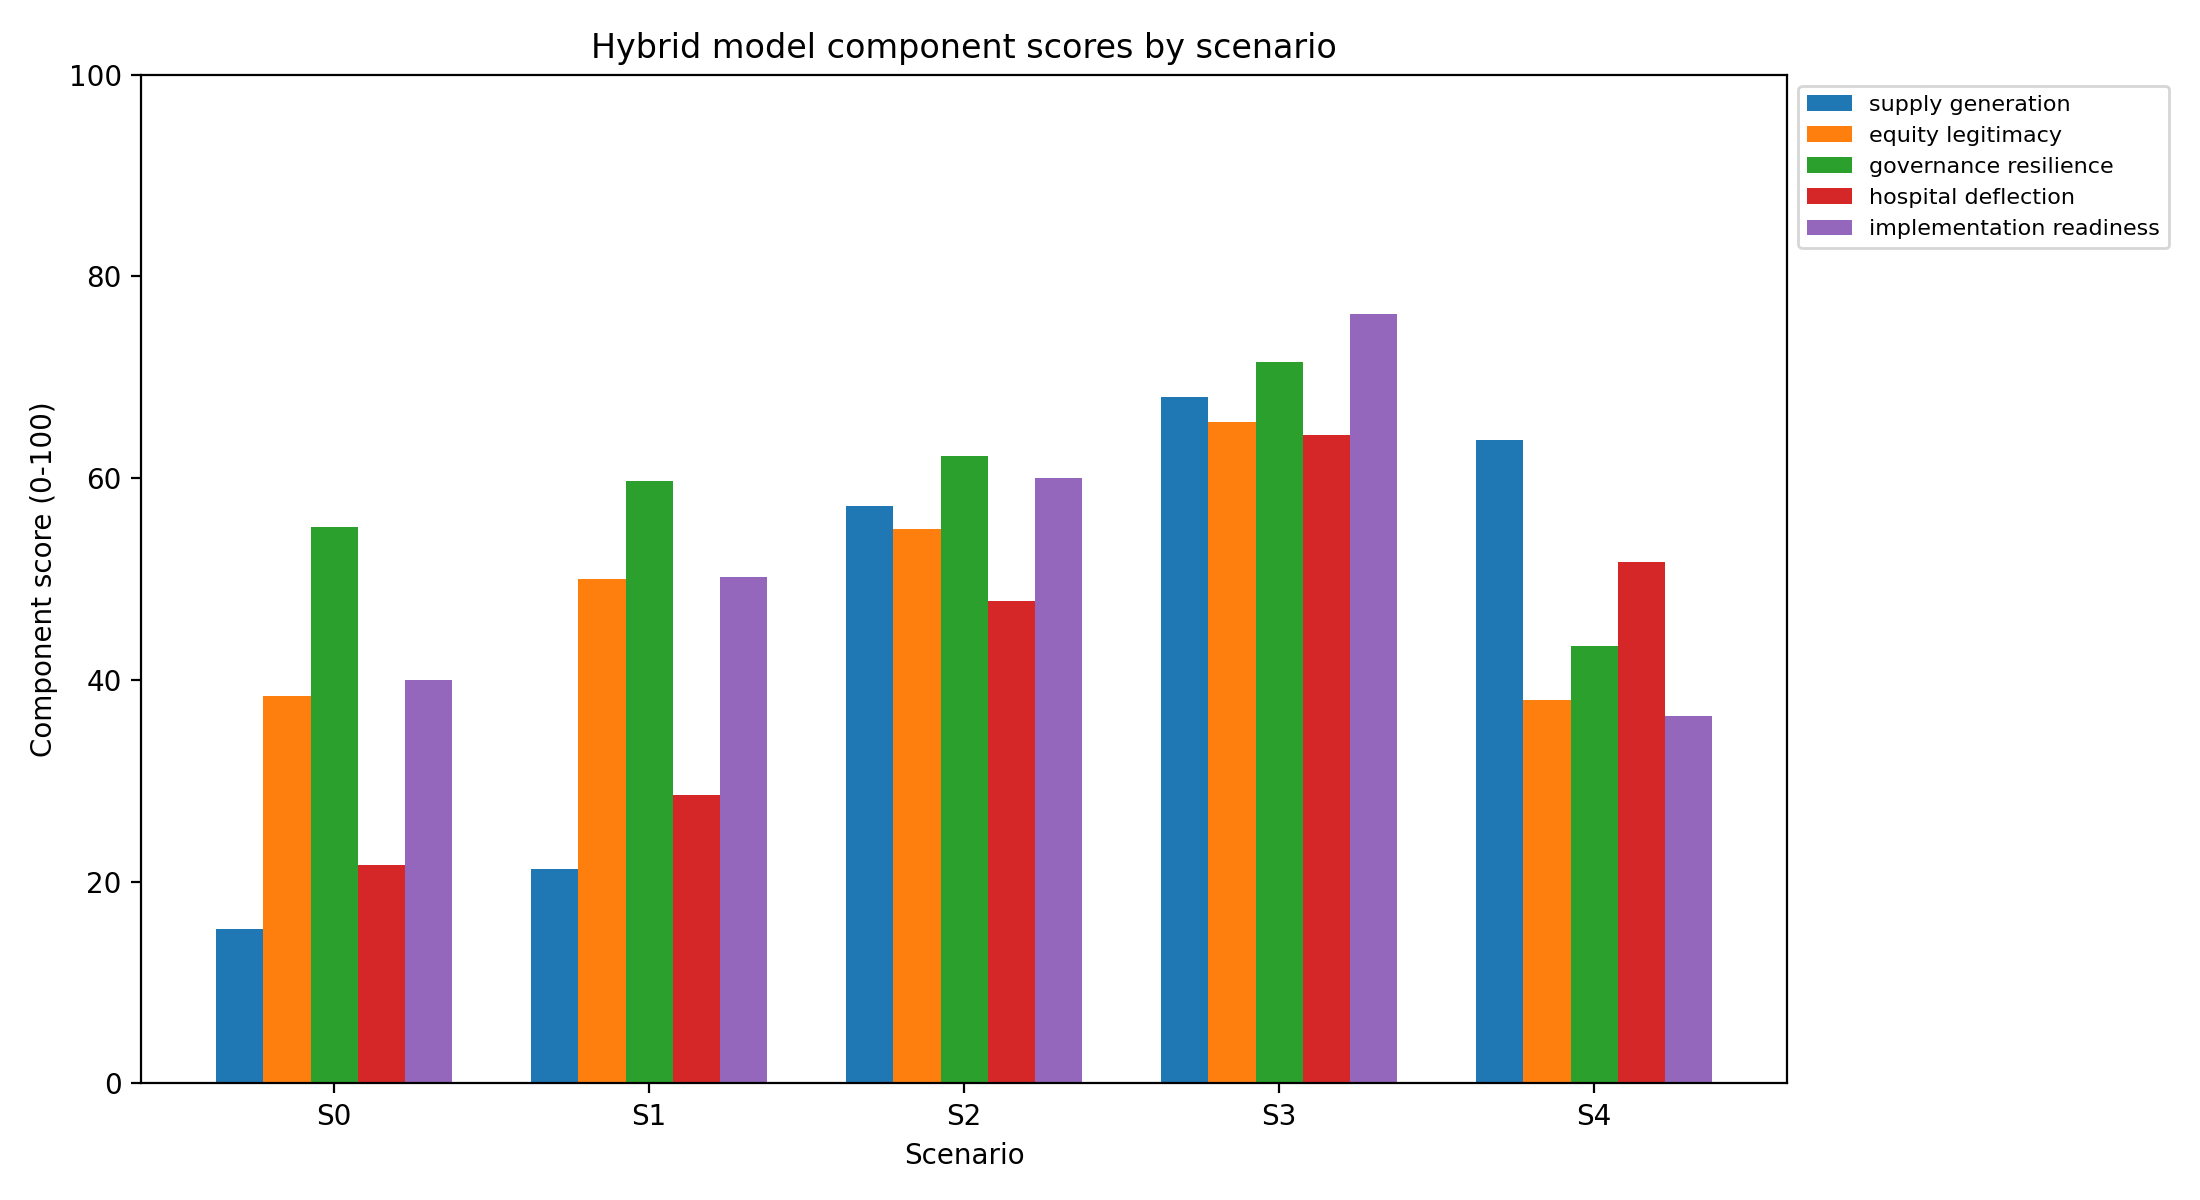 Hybrid model component scores by scenario
100
80
60
40
20
0
Component score (0-100)
S0 S1 S2 S3 S4
Scenario
supply generation
equity legitimacy
governance resilience
hospital deflection
implementation readiness